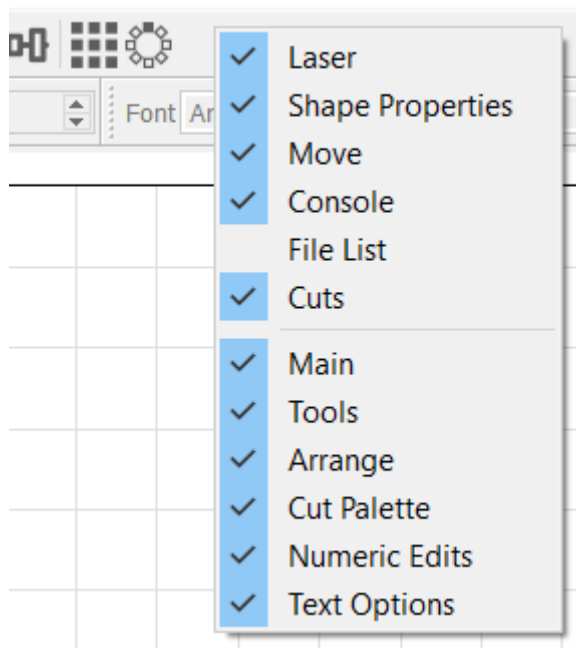 Font Ar
Laser
Shape Properties
Move
Console
File List
Cuts
Main
Tools
Arrange
Cut Palette
Numeric Edits
Text Options